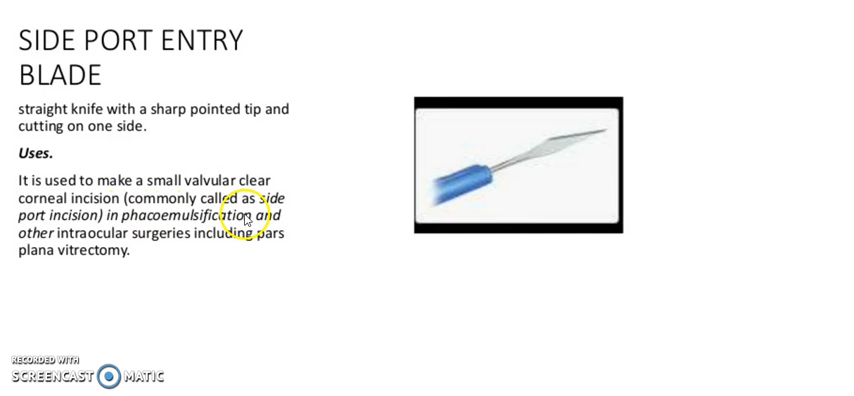 SIDE PORT ENTRY
BLADE
straight knife with a sharp pointed tip and
cutting on one side.
Uses.
It is used to make a small valvular clear
corneal incision (commonly called as side
port incision) in phacoemulsification and
other intraocular surgeries including pars
plana vitrectomy.
RECORDED WITH
SCREENCAST MATIC